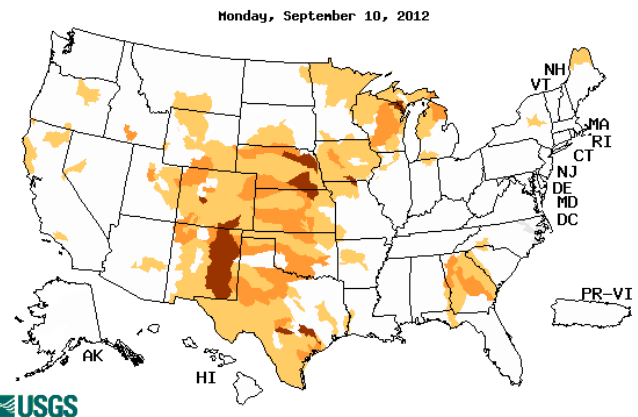 Monday, September 10, 2012
NH
VT
MA
RI
CT
NJ
DE
MD
DC
PR-VI
AK
HI
USGS